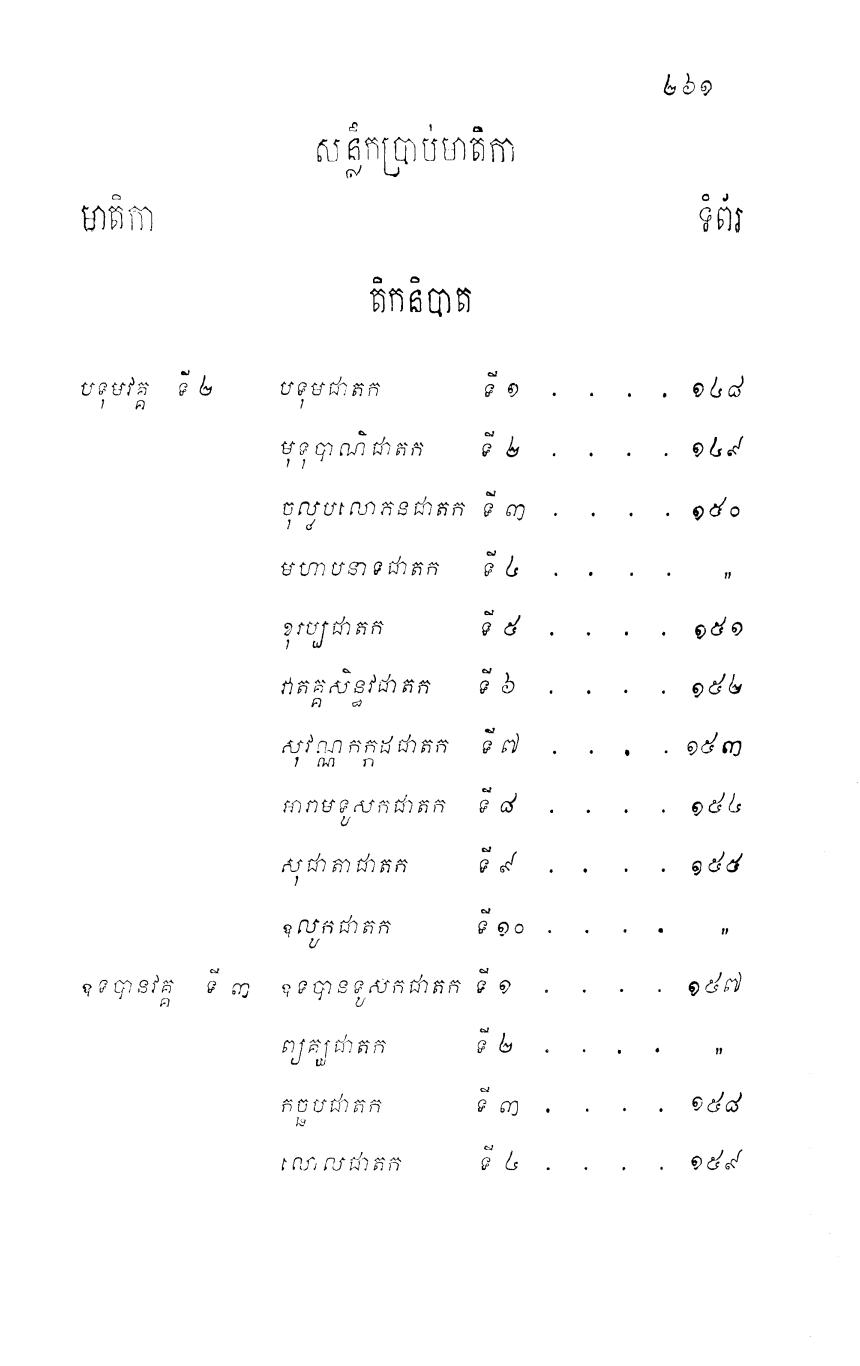 ២៦១
សន្លឹកប្រាប់មាតិកា
មាតិកា ទំព័រ
តិកនិបាត
បទុមវគ្គ ទី ២ បទុមជាតក ទី ១ . . . . ១៤៨
មុទុបាណិជាតក ទី ២ . . . . ១៤៩
ចុល្លបលោភនជាតក ទី ៣ . . . . ១៥០
មហាបនាទជាតក ទី ៤ . . . . "
ខុរប្បជាតក ទី ៥ . . . . ១៥១
វាតគ្គសិន្ធវជាតក ទី ៦ . . . . ១៥២
សុវណ្ណកក្កដជាតក ទី ៧ . . . . ១៥៣
អារាមទូសកជាតក ទី ៨ . . . . ១៥៤
សុជាតាជាតក ទី ៩ . . . . ១៥៥
ឧលូកជាតក ទី ១០ . . . . "
ឧទបានវគ្គ ទី ៣ ឧទបានទូសកជាតក ទី ១ . . . . ១៥៧
ព្យគ្ឃជាតក ទី ២ . . . . "
កច្ឆបជាតក ទី ៣ . . . . ១៥៨
លោលជាតក ទី ៤ . . . . ១៥៩